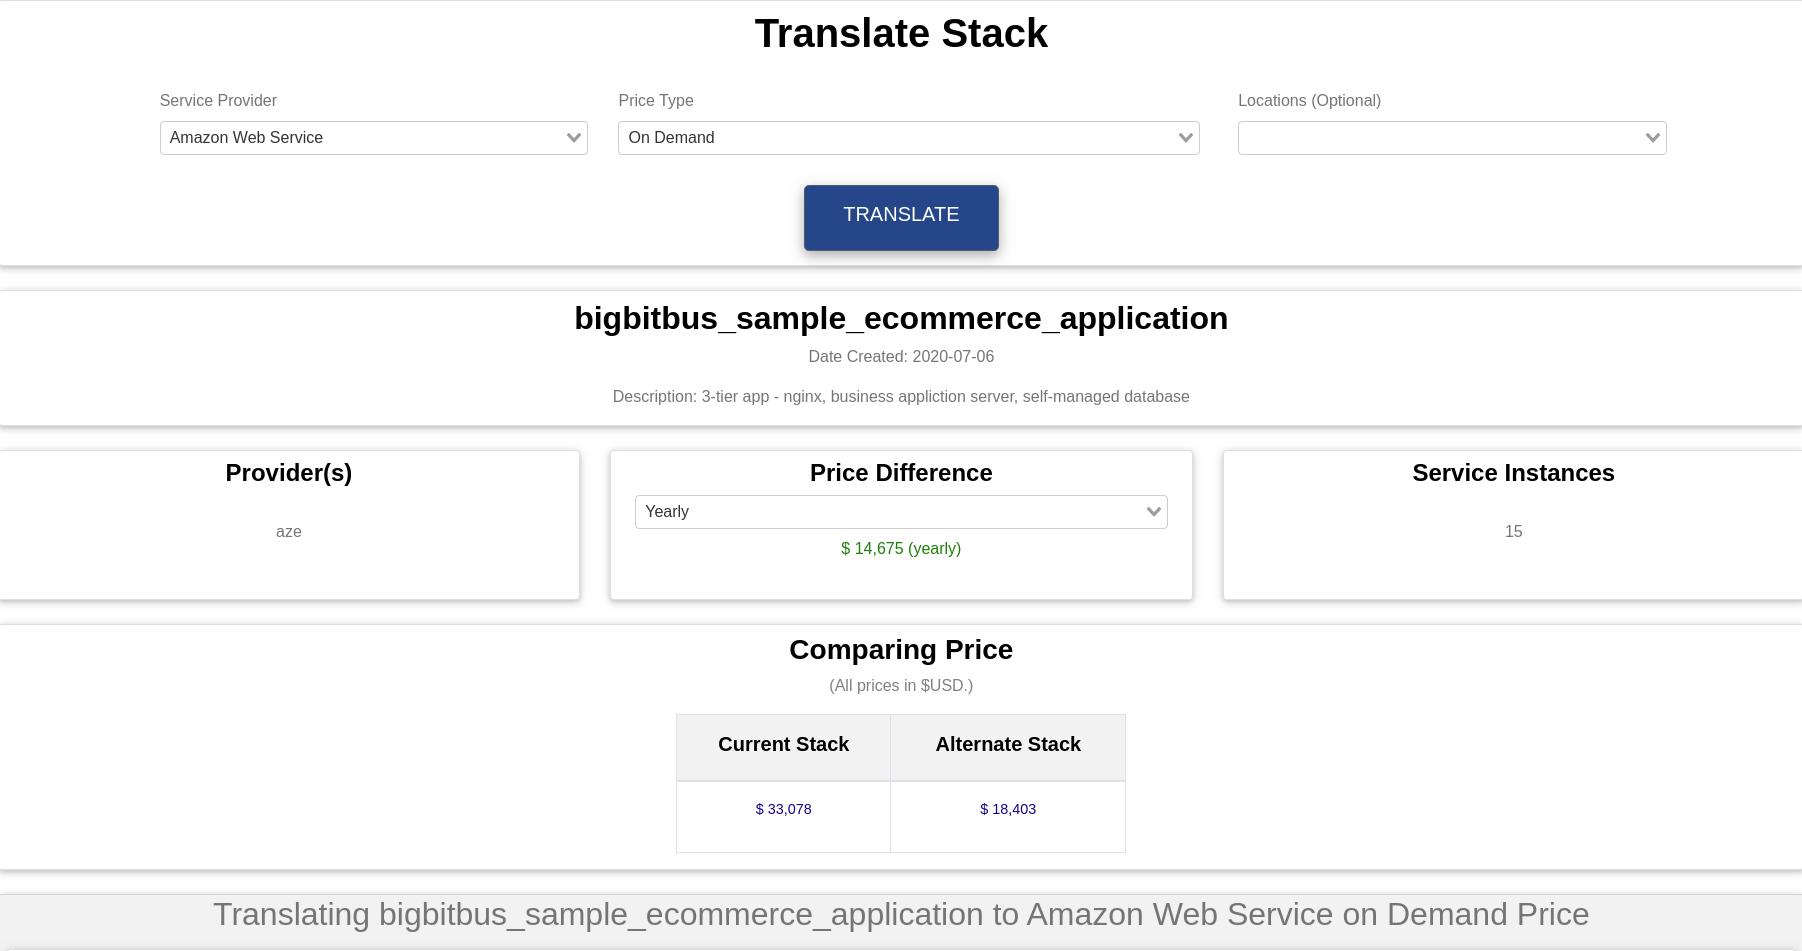 Translate Stack
Service Provider
Price Type
Locations (Optional)
Amazon Web Service
On Demand
TRANSLATE
bigbitbus_sample_ecommerce_application
Date Created: 2020-07-06
Description: 3-tier app - nginx, business appliction server, self-managed database
Provider(s)
aze
Price Difference
Yearly
$ 14,675 (yearly)
Service Instances
15
Comparing Price
(All prices in $USD.)
Current Stack
Alternate Stack
$ 33,078
$ 18,403
Translating bigbitbus_sample_ecommerce_application to Amazon Web Service on Demand Price